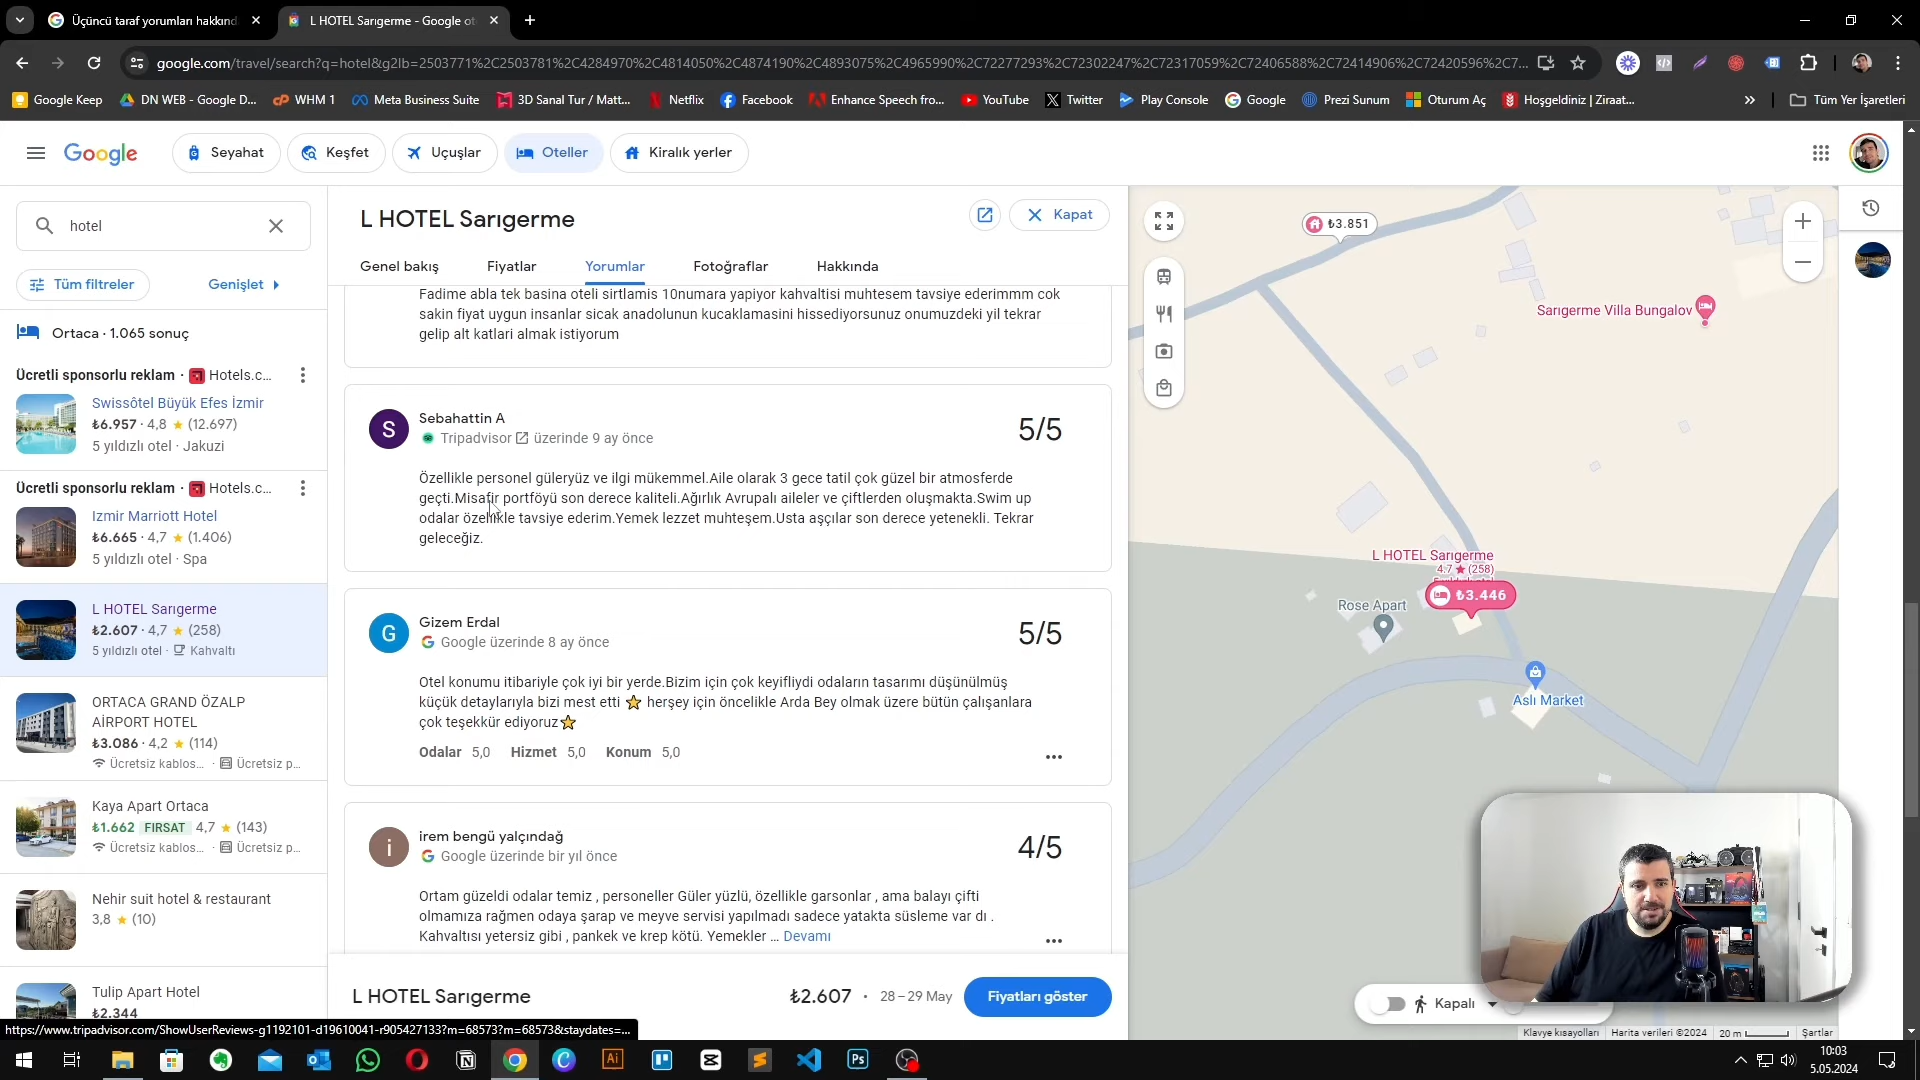 Üçüncü taraf yorumları hakkınd
L HOTEL Sarıgerme - Google ot
google.com/travel/search?q=hotel&g2lb=2503771%2C2503781%2C4284970%2C4814050%2C4874190%2C4893075%2C4965990%2C72277293%2C72302247%2C72317059%2C72406588%2C72414906%2C72420596%2C7...
Google Keep
DN WEB - Google D...
WHM 1
Meta Business Suite
3D Sanal Tur / Matt...
Netflix
Facebook
Enhance Speech fro...
YouTube
Twitter
Play Console
Google
Prezi Sunum
Oturum Aç
Hoşgeldiniz | Ziraat...
Tüm Yer İşaretleri
Google
Seyahat
Keşfet
Uçuşlar
Oteller
Kiralık yerler
hotel
Tüm filtreler
Genişlet
Ortaca · 1.065 sonuç
Ücretli sponsorlu reklam · Hotels.c...
Swissôtel Büyük Efes İzmir
₺6.957 · 4,8 ★ (12.697)
5 yıldızlı otel · Jakuzi
Ücretli sponsorlu reklam · Hotels.c...
Izmir Marriott Hotel
₺6.665 · 4,7 ★ (1.406)
5 yıldızlı otel · Spa
L HOTEL Sarıgerme
₺2.607 · 4,7 ★ (258)
5 yıldızlı otel · Kahvaltı
ORTACA GRAND ÖZALP
AİRPORT HOTEL
₺3.086 · 4,2 ★ (114)
Ücretsiz kablos... · Ücretsiz p...
Kaya Apart Ortaca
₺1.662 FIRSAT 4,7 ★ (143)
Ücretsiz kablos... · Ücretsiz p...
Nehir suit hotel & restaurant
3,8 ★ (10)
Tulip Apart Hotel
₺2.344
L HOTEL Sarıgerme
Kapat
Genel bakış
Fiyatlar
Yorumlar
Fotoğraflar
Hakkında
Fadime abla tek basina oteli sirtlamis 10numara yapiyor kahvaltisi muhtesem tavsiye ederimmm cok
sakin fiyat uygun insanlar sicak anadolunun kucaklamasini hissediyorsunuz onumuzdeki yil tekrar
gelip alt katlari almak istiyorum
S
Sebahattin A
5/5
Tripadvisor üzerinde 9 ay önce
Özellikle personel güleryüz ve ilgi mükemmel.Aile olarak 3 gece tatil çok güzel bir atmosferde
geçti.Misafir portföyü son derece kaliteli.Ağırlık Avrupalı aileler ve çiftlerden oluşmakta.Swim up
odalar özellikle tavsiye ederim.Yemek lezzet muhteşem.Usta aşçılar son derece yetenekli. Tekrar
geleceğiz.
G
Gizem Erdal
5/5
Google üzerinde 8 ay önce
Otel konumu itibariyle çok iyi bir yerde.Bizim için çok keyifliydi odaların tasarımı düşünülmüş
küçük detaylarıyla bizi mest etti ⭐ herşey için öncelikle Arda Bey olmak üzere bütün çalışanlara
çok teşekkür ediyoruz⭐
Odalar 5,0 Hizmet 5,0 Konum 5,0
i
irem bengü yalçındağ
4/5
Google üzerinde bir yıl önce
Ortam güzeldi odalar temiz , personeller Güler yüzlü, özellikle garsonlar , ama balayı çifti
olmamıza rağmen odaya şarap ve meyve servisi yapılmadı sadece yatakta süsleme var dı .
Kahvaltısı yetersiz gibi , pankek ve krep kötü. Yemekler ... Devamı
L HOTEL Sarıgerme
₺2.607 · 28 – 29 May
Fiyatları göster
₺3.851
Sarıgerme Villa Bungalov
L HOTEL Sarıgerme
4.7 ★ (258)
₺3.446
Rose Apart
Aslı Market
Kapalı
Klavye kısayolları
Harita verileri ©2024
20 m
Şartlar
https://www.tripadvisor.com/ShowUserReviews-g1192101-d19610041-r905427133?m=68573?m=68573&staydates=...
Ai
Ps
10:03
5.05.2024